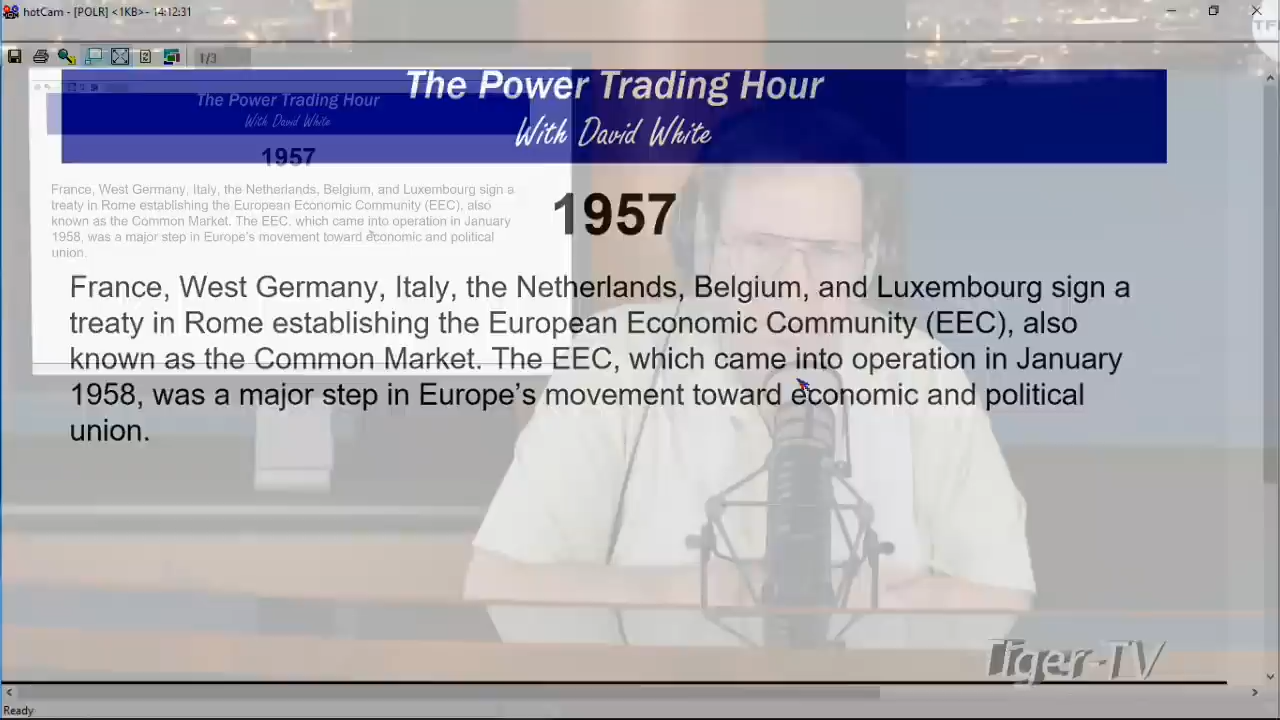 hotCam - [POLR] <1KB> - 14:12:31
TF
1/3
The Power Trading Hour
With David White
1957
France, West Germany, Italy, the Netherlands, Belgium, and Luxembourg sign a
treaty in Rome establishing the European Economic Community (EEC), also
known as the Common Market. The EEC, which came into operation in January
1958, was a major step in Europe’s movement toward economic and political
union.
The Power Trading Hour
With David White
1957
France, West Germany, Italy, the Netherlands, Belgium, and Luxembourg sign a
treaty in Rome establishing the European Economic Community (EEC), also
known as the Common Market. The EEC, which came into operation in January
1958, was a major step in Europe’s movement toward economic and political
union.
Tiger-TV
Ready